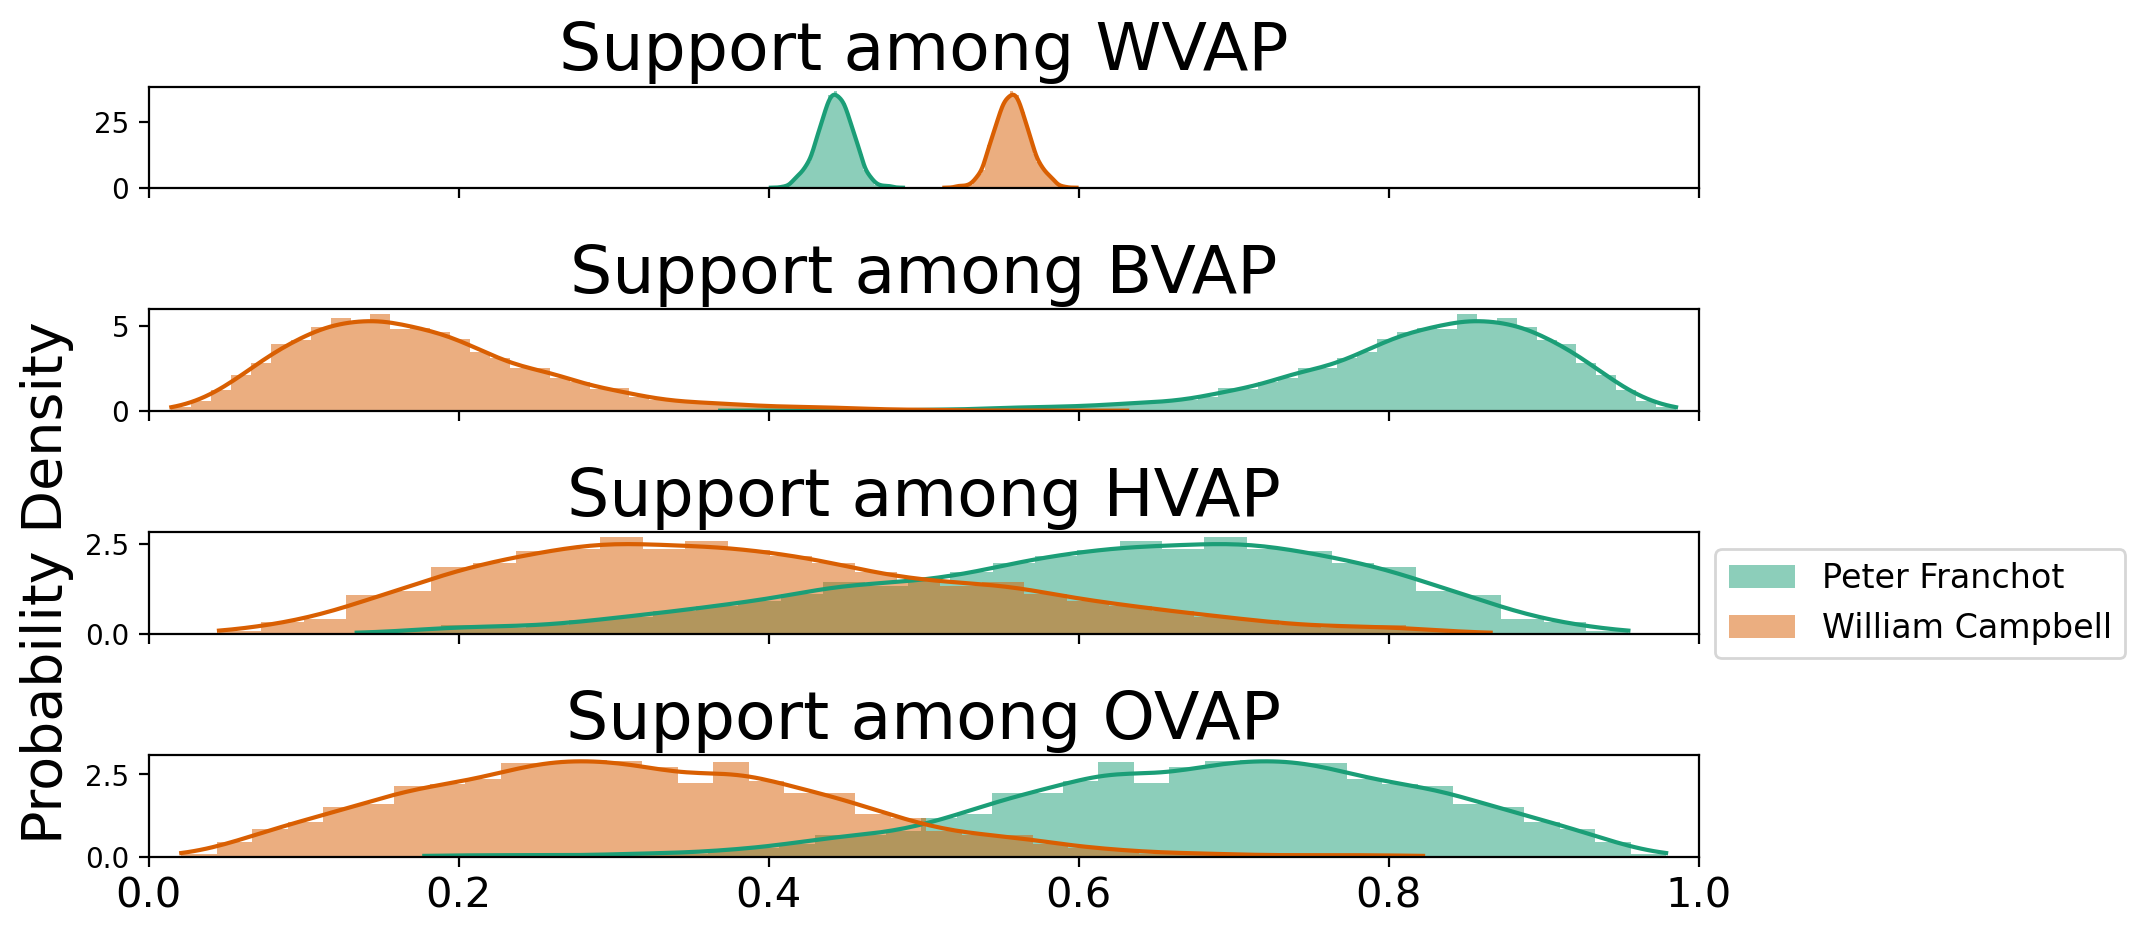 Support among WVAP
25
0
Support among BVAP
5
0
Support among HVAP
2.5
0.0
Support among OVAP
2.5
0.0
0.0 0.2 0.4 0.6 0.8 1.0
Probability Density
Peter Franchot
William Campbell